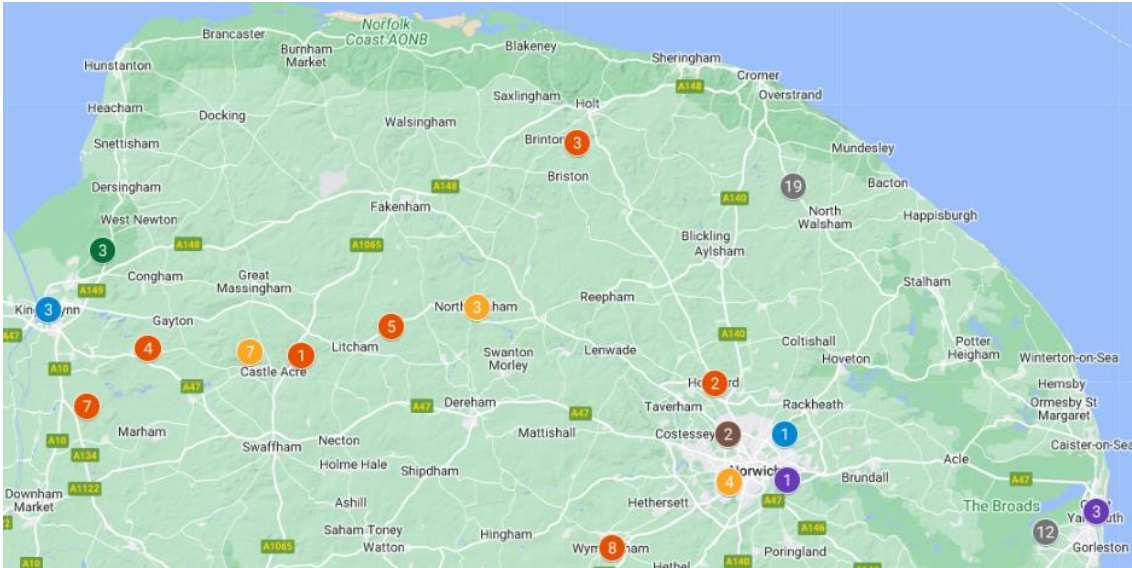 Norfolk
Coast AONB
Brancaster
Burnham
Market
Blakeney
Sheringham
Hunstanton
Cromer
A148
Overstrand
Saxlingham
Holt
Heacham
Docking
Walsingham
Snettisham
3
Mundesley
Briston
Dersingham
A148
19
Bacton
A140
Fakenham
West Newton
North
Walsham
Happisburgh
Blickling
Aylsham
3
A148
A1065
Congham
Great
Massingham
Stalham
A149
Reepham
3
3
Gayton
5
A47
A140
Coltishall
Potter
Heigham
4
7
1
Litcham
Swanton
Morley
Lenwade
Hoveton
Winterton-on-Sea
A10
Castle Acre
A47
2
Hemsby
7
Dereham
Taverham
Rackheath
Ormesby St
Margaret
A47
A47
Marham
Mattishall
Costessey
2
1
A10
Swaffham
Necton
Caister-on-Sea
A134
Holme Hale
Shipdham
Norwich
Acle
A1122
4
1
Brundall
A47
Downham
Market
Ashill
Hethersett
A47
The Broads
3
Saham Toney
Hingham
A146
12
A1065
Watton
8
Poringland
Gorleston
A10
A140